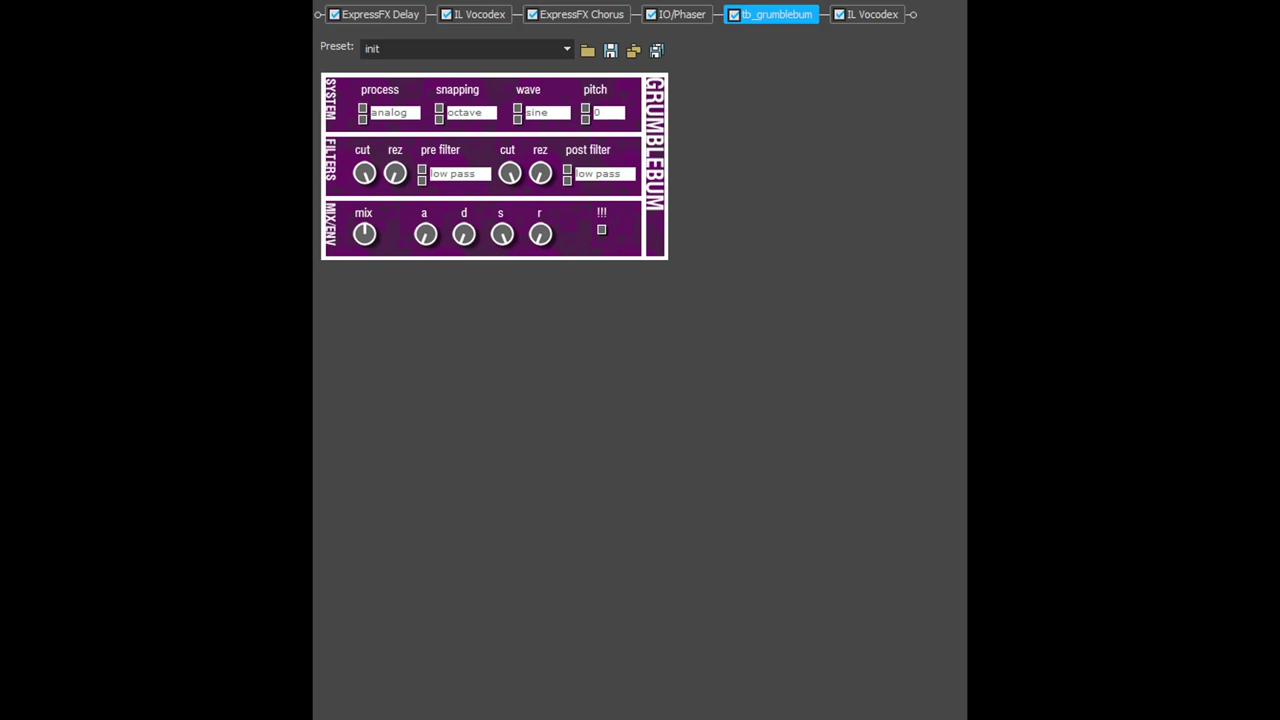 ExpressFX Delay IL Vocodex ExpressFX Chorus IO/Phaser tb_grumblebum IL Vocodex
Preset: init
SYSTEM process snapping wave pitch
analog octave sine 0
FILTERS cut rez pre filter cut rez post filter
low pass low pass
MIX/ENV mix a d s r !!!
GRUMBLEBUM